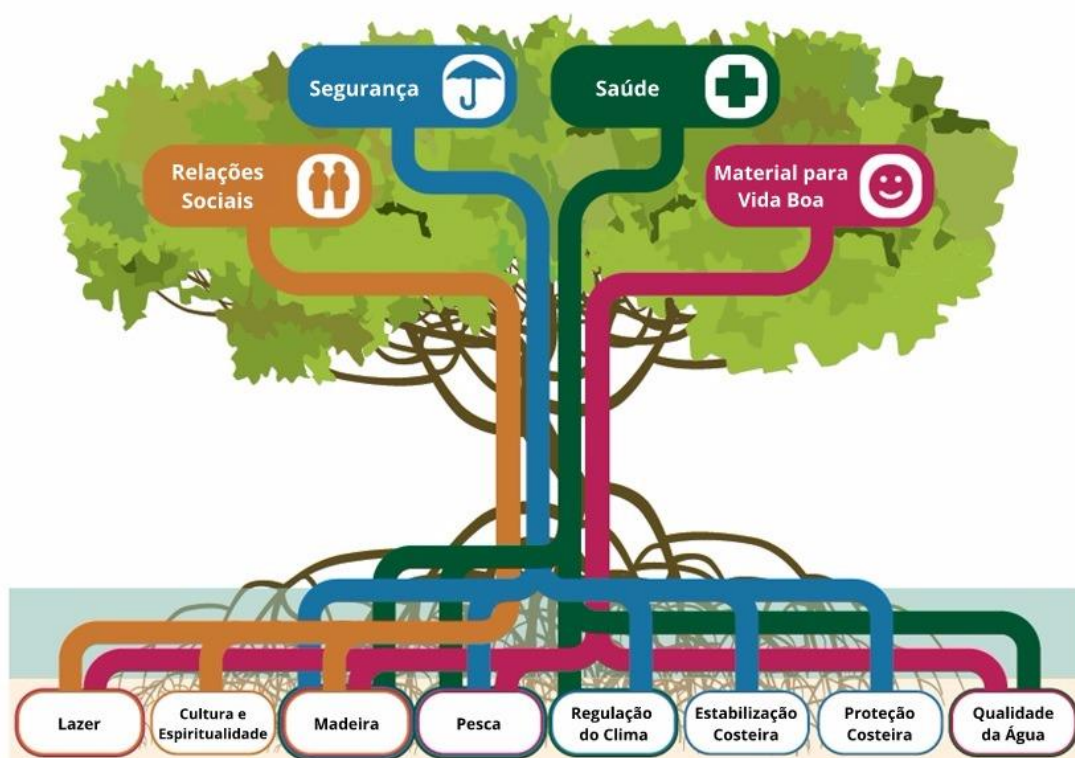 Segurança
Saúde
Relações
Sociais
Material para
Vida Boa
Lazer
Cultura e
Espiritualidade
Madeira
Pesca
Regulação
do Clima
Estabilização
Costeira
Proteção
Costeira
Qualidade
da Água